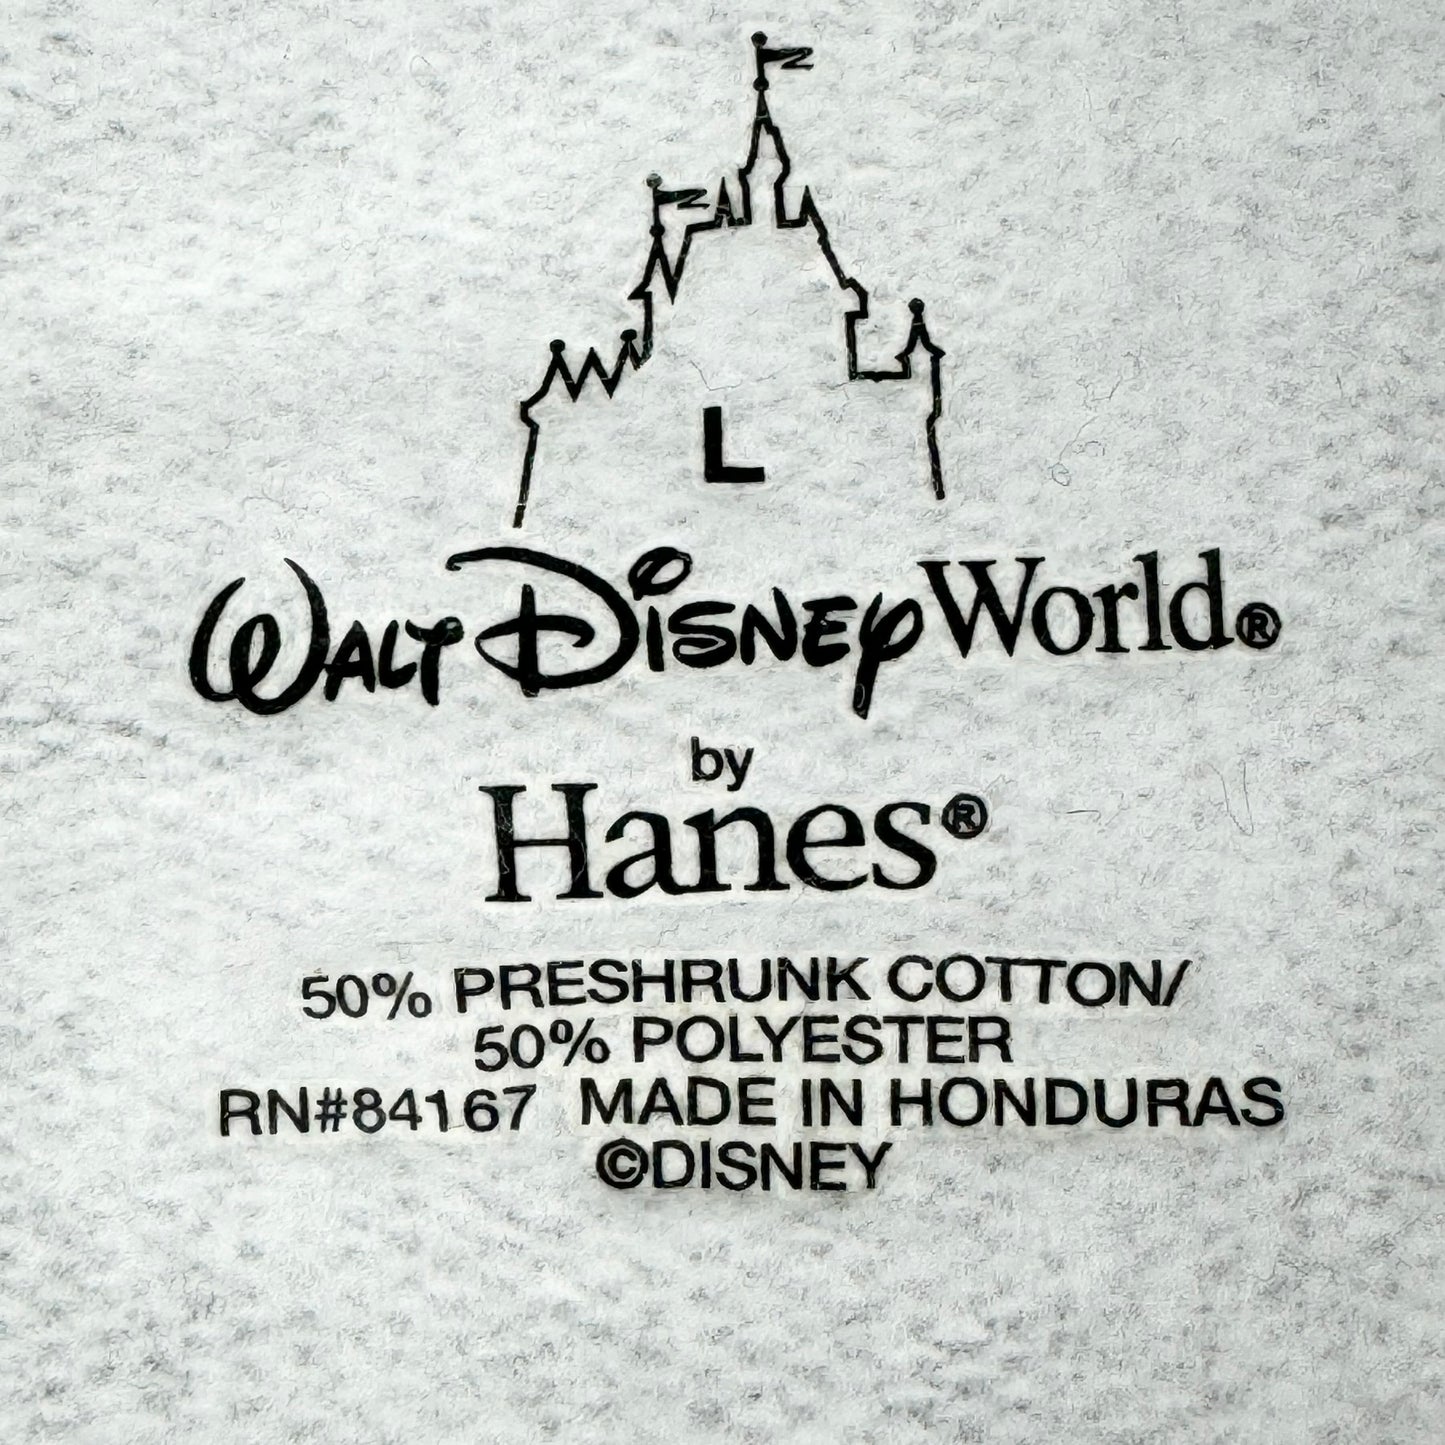 L
WALT DISNEY World®
by
Hanes®
50% PRESHRUNK COTTON/
50% POLYESTER
RN#84167 MADE IN HONDURAS
©DISNEY